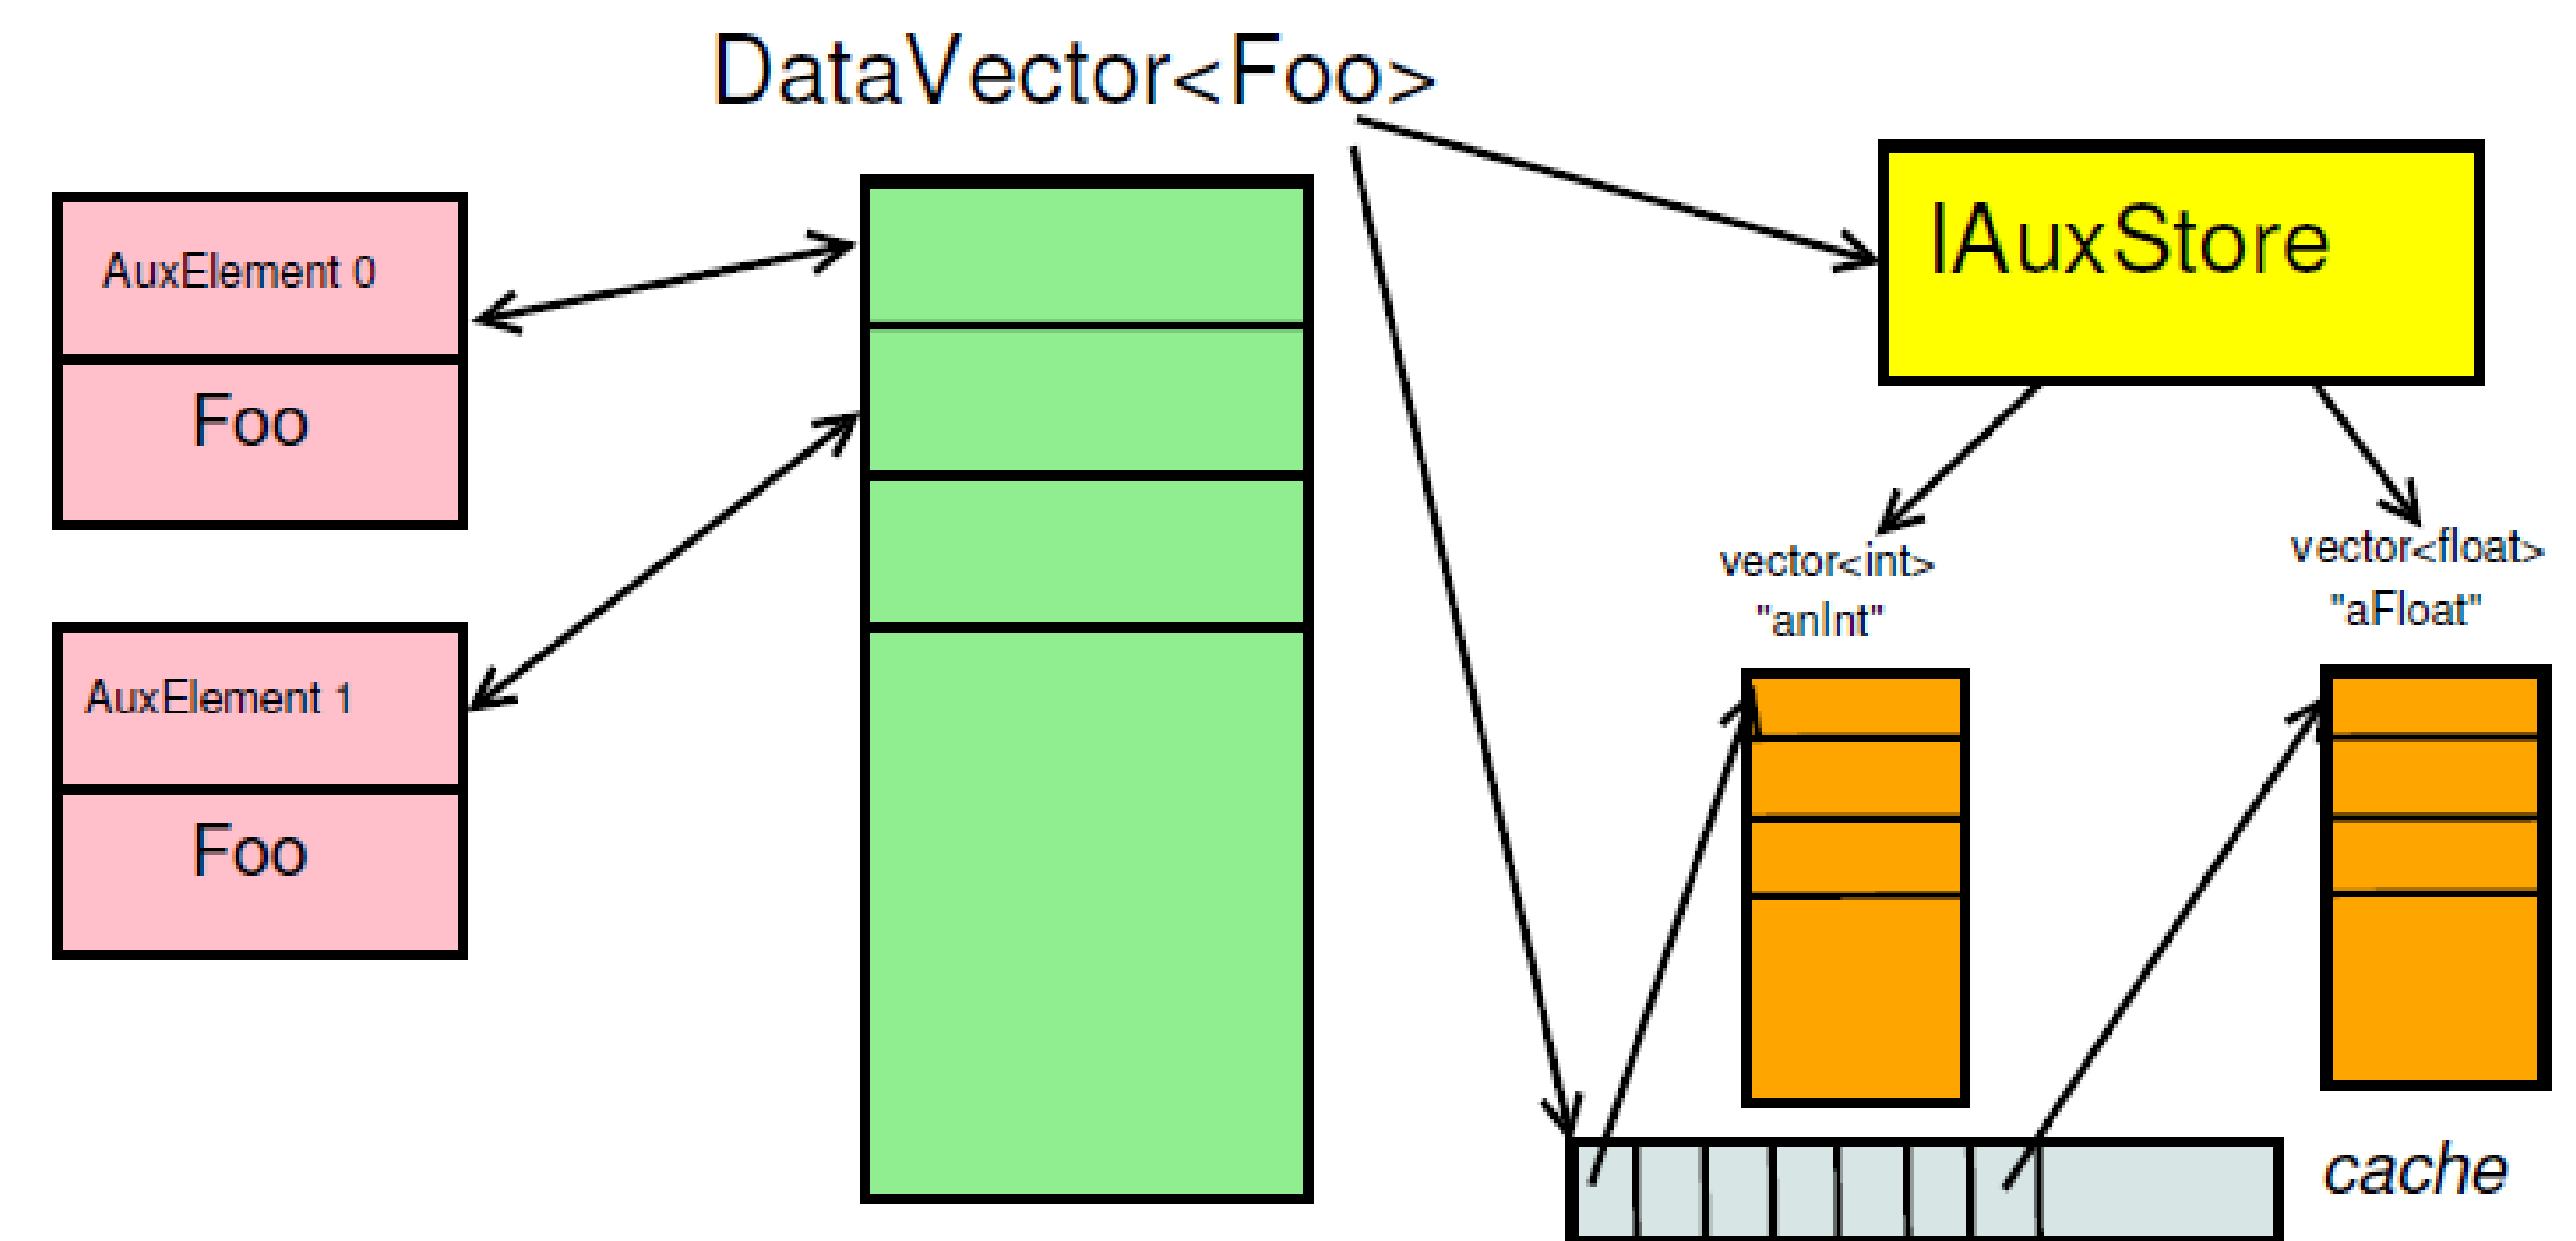 DataVector<Foo>
IAuxStore
AuxElement 0
Foo
vector<int>
"anInt"
vector<float>
"aFloat"
AuxElement 1
Foo
cache